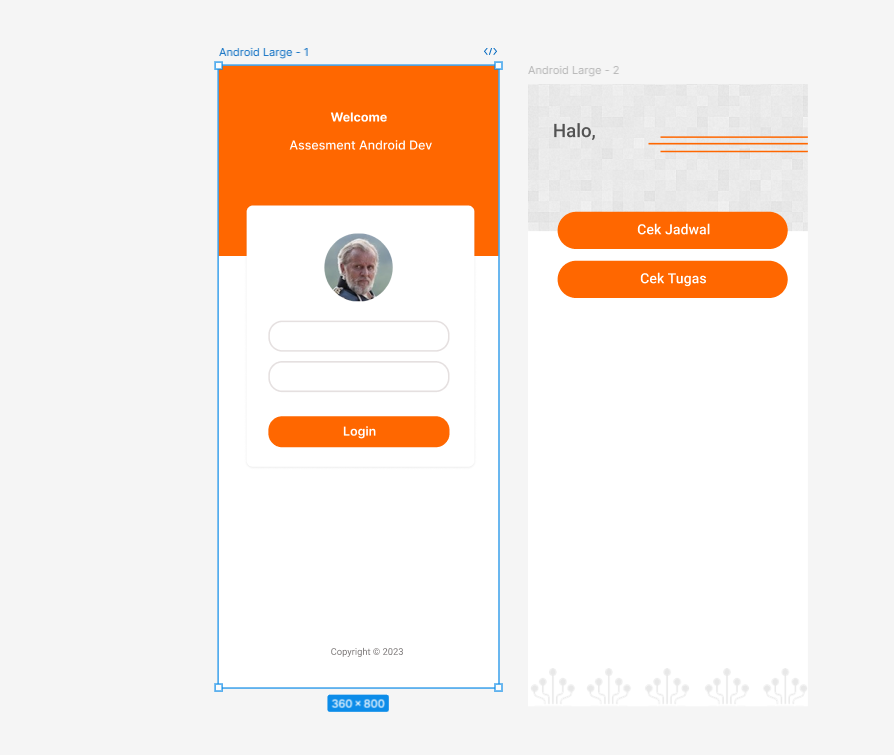 Android Large - 1
</>
Welcome
Assesment Android Dev
Login
Copyright © 2023
360 × 800
Android Large - 2
Halo,
Cek Jadwal
Cek Tugas